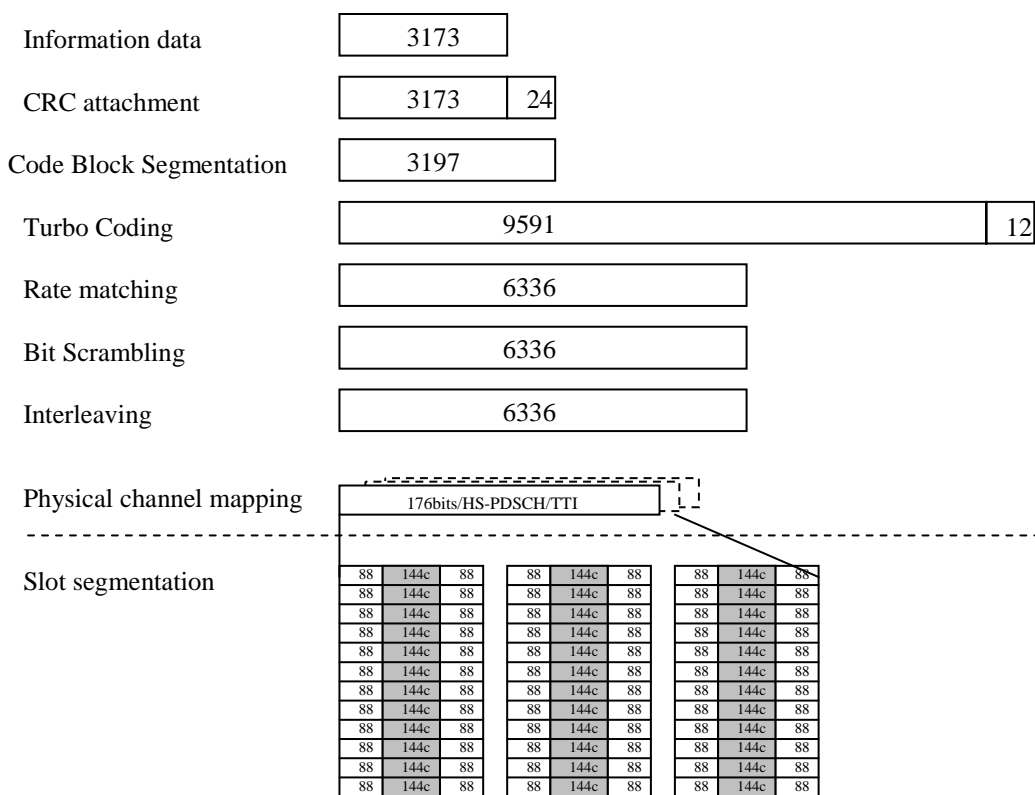 Information data 3173
CRC attachment 3173 24
Code Block Segmentation 3197
Turbo Coding 9591 12
Rate matching 6336
Bit Scrambling 6336
Interleaving 6336
Physical channel mapping 176bits/HS-PDSCH/TTI
Slot segmentation 88 144c 88 88 144c 88 88 144c 88
88 144c 88 88 144c 88 88 144c 88
88 144c 88 88 144c 88 88 144c 88
88 144c 88 88 144c 88 88 144c 88
88 144c 88 88 144c 88 88 144c 88
88 144c 88 88 144c 88 88 144c 88
88 144c 88 88 144c 88 88 144c 88
88 144c 88 88 144c 88 88 144c 88
88 144c 88 88 144c 88 88 144c 88
88 144c 88 88 144c 88 88 144c 88
88 144c 88 88 144c 88 88 144c 88
88 144c 88 88 144c 88 88 144c 88